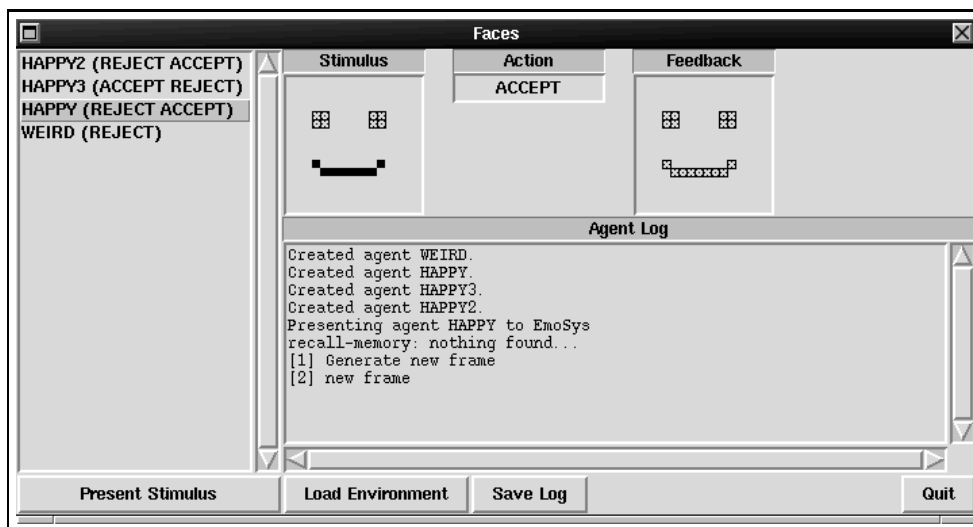 Faces
HAPPY2 (REJECT ACCEPT)
HAPPY3 (ACCEPT REJECT)
HAPPY (REJECT ACCEPT)
WEIRD (REJECT)
Stimulus
Action
Feedback
ACCEPT
Agent Log
Created agent WEIRD.
Created agent HAPPY.
Created agent HAPPY3.
Created agent HAPPY2.
Presenting agent HAPPY to EmoSys
recall-memory: nothing found...
[1] Generate new frame
[2] new frame
Present Stimulus
Load Environment
Save Log
Quit